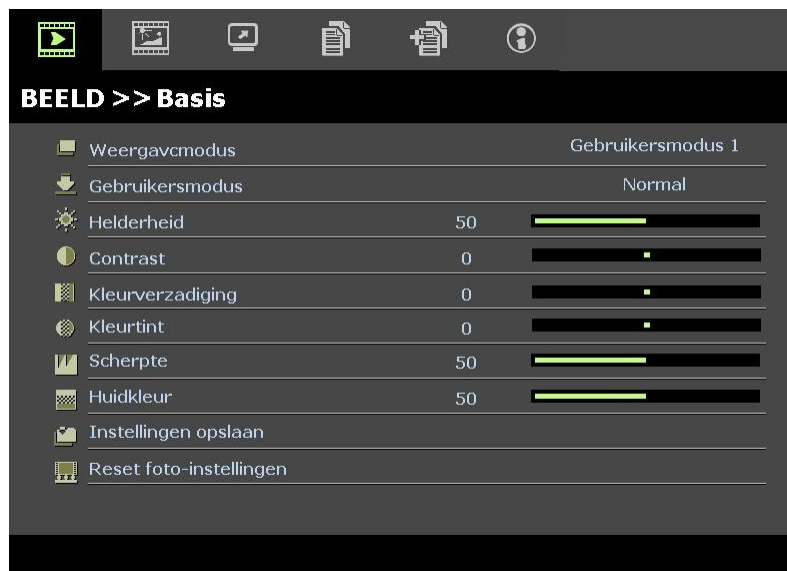 BEELD >> Basis
Weergavcmodus Gebruikersmodus 1
Gebruikersmodus Normal
Helderheid 50
Contrast 0
Kleurverzadiging 0
Kleurtint 0
Scherpte 50
Huidkleur 50
Instellingen opslaan
Reset foto-instellingen